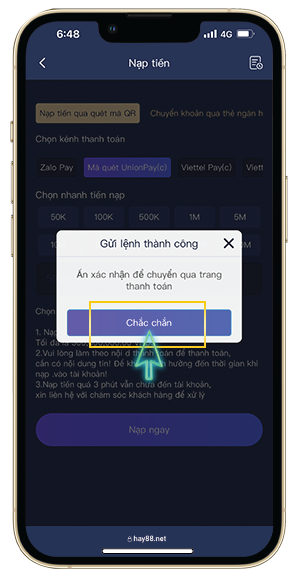 6:48
4G
Nạp tiền
Nạp tiền qua quét mã QR Chuyển khoản qua thẻ ngân h
Chọn kênh thanh toán
Zalo Pay Mã quét UnionPay(c) Viettel Pay(c) Viett
Chọn nhanh tiền nạp
50K 100K 500K 1M 5M
Gửi lệnh thành công
Ấn xác nhận để chuyển qua trang
thanh toán
Chắc chắn
Chọn
1. Nạp
Tối đa là
2.Vui lòng làm theo nội d thanh toán để thanh toán,
cần có nội dung tin! Để kh hưởng đến thời gian khi
nạp .vào tài khoản!
3.Nạp tiền quá 3 phút vẫn chưa đến tài khoản,
xin liên hệ với chăm sóc khách hàng để xử lý
Nạp ngay
hay88.net